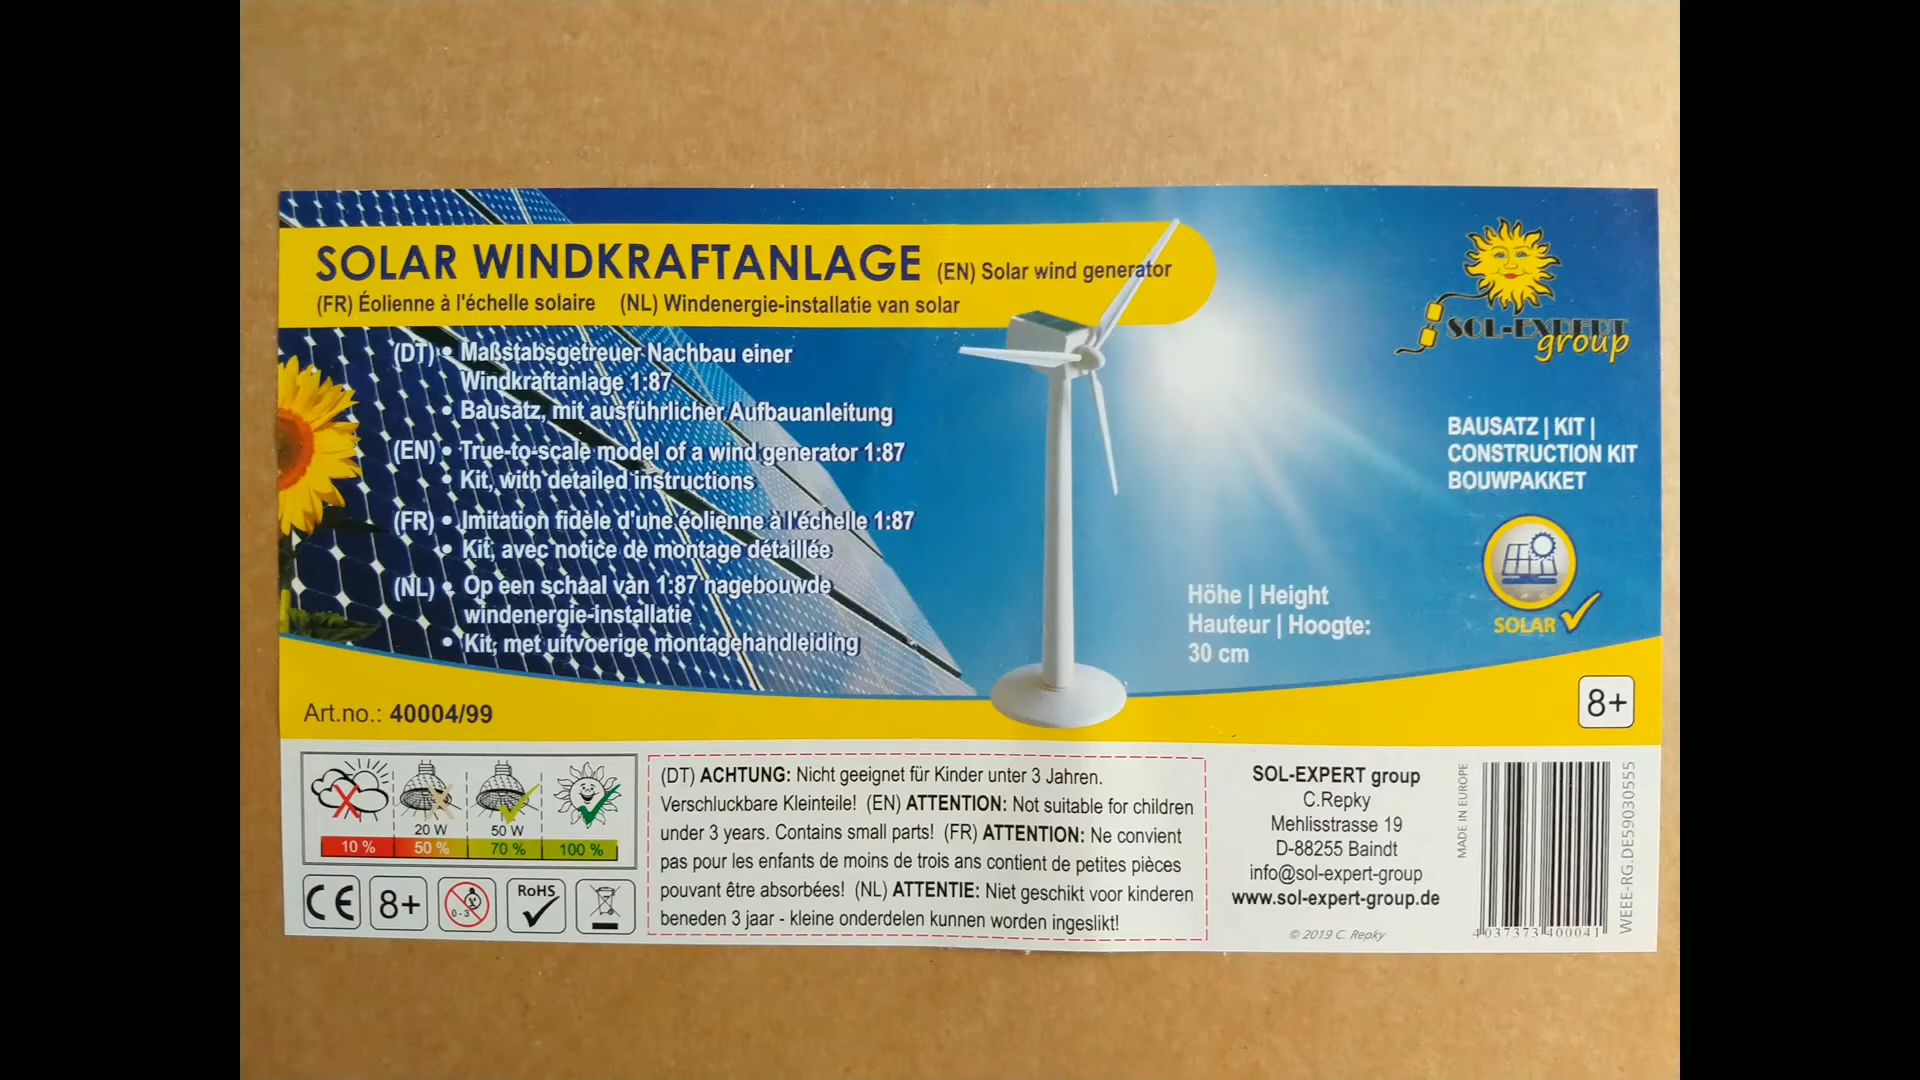 SOLAR WINDKRAFTANLAGE (EN) Solar wind generator
(FR) Éolienne à l'échelle solaire (NL) Windenergie-installatie van solar
SOL-EXPERT
group
(DT) • Maßstabsgetreuer Nachbau einer
Windkraftanlage 1:87
• Bausatz, mit ausführlicher Aufbauanleitung
(EN) • True-to-scale model of a wind generator 1:87
• Kit, with detailed instructions
(FR) • Imitation fidèle d'une éolienne à l'échelle 1:87
• Kit, avec notice de montage détaillée
(NL) • Op een schaal van 1:87 nagebouwde
windenergie-installatie
• Kit, met uitvoerige montagehandleiding
BAUSATZ | KIT |
CONSTRUCTION KIT
BOUWPAKKET
SOLAR
Höhe | Height
Hauteur | Hoogte:
30 cm
Art.no.: 40004/99
8+
20 W 50 W
10 % 50 % 70 % 100 %
CE 8+ 0-3 RoHS
(DT) ACHTUNG: Nicht geeignet für Kinder unter 3 Jahren.
Verschluckbare Kleinteile! (EN) ATTENTION: Not suitable for children
under 3 years. Contains small parts! (FR) ATTENTION: Ne convient
pas pour les enfants de moins de trois ans contient de petites pièces
pouvant être absorbées! (NL) ATTENTIE: Niet geschikt voor kinderen
beneden 3 jaar - kleine onderdelen kunnen worden ingeslikt!
SOL-EXPERT group
C.Repky
Mehlisstrasse 19
D-88255 Baindt
info@sol-expert-group
www.sol-expert-group.de
© 2019 C. Repky
MADE IN EUROPE
4 037373 400041
WEEE-RG.DE59030555